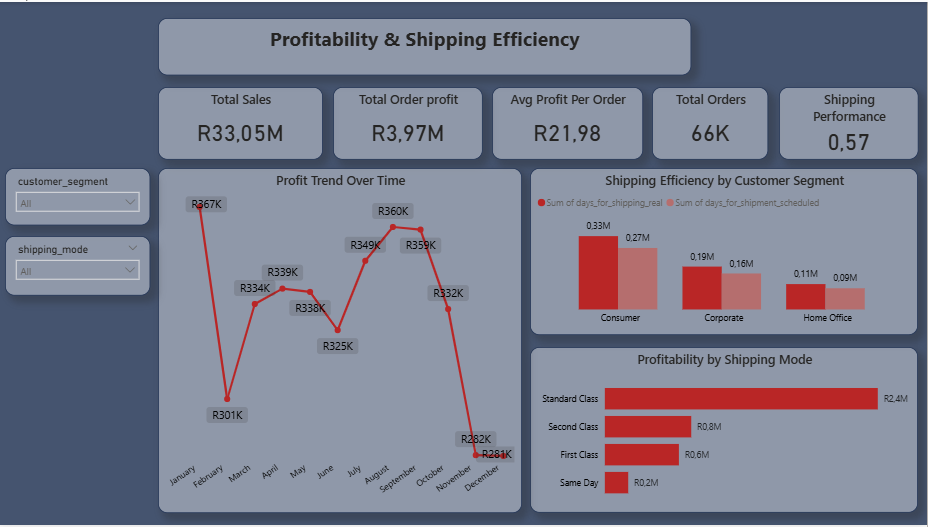 Profitability & Shipping Efficiency
Total Sales
R33,05M
Total Order profit
R3,97M
Avg Profit Per Order
R21,98
Total Orders
66K
Shipping
Performance
0,57
customer_segment
All
shipping_mode
All
Profit Trend Over Time
R367K
R301K
R334K
R339K
R338K
R325K
R349K
R360K
R359K
R332K
R282K
R281K
January
February
March
April
May
June
July
August
September
October
November
December
Shipping Efficiency by Customer Segment
Sum of days_for_shipping_real
Sum of days_for_shipment_scheduled
0,33M
0,27M
0,19M
0,16M
0,11M
0,09M
Consumer
Corporate
Home Office
Profitability by Shipping Mode
Standard Class
R2,4M
Second Class
R0,8M
First Class
R0,6M
Same Day
R0,2M